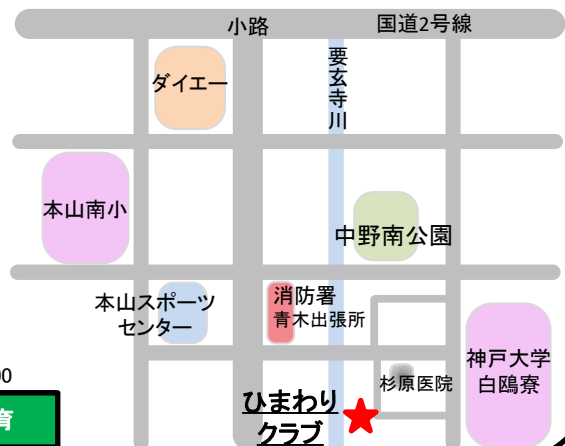 小路
国道2号線
ダイエー
要玄寺川
本山南小
中野南公園
本山スポーツ
センター
消防署
青木出張所
神戸大学
白鴎寮
杉原医院
00
育
ひまわり
クラブ